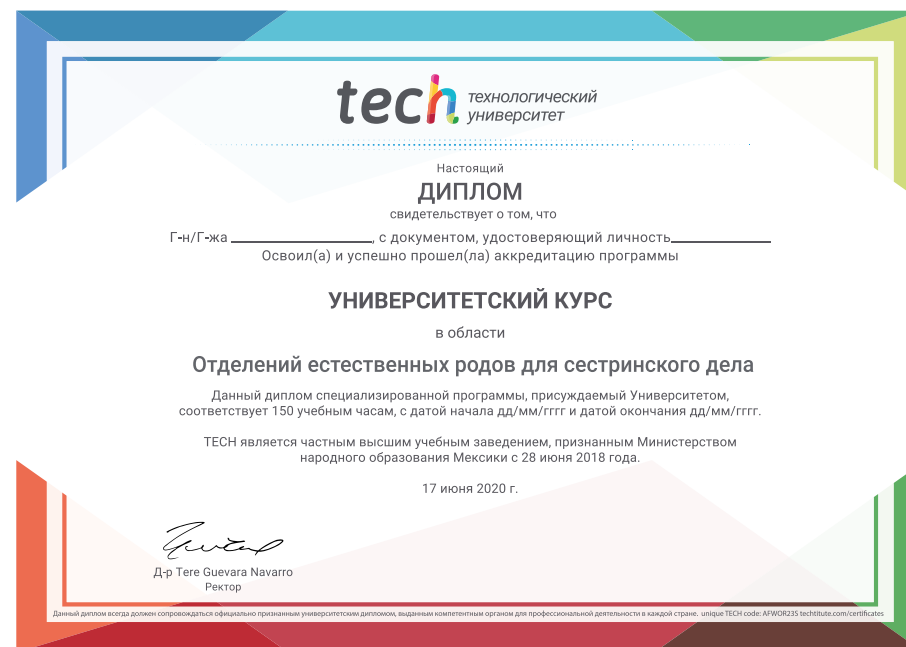 tech технологический
университет
Настоящий
ДИПЛОМ
свидетельствует о том, что
Г-н/Г-жа ____________________, с документом, удостоверяющий личность______________
Освоил(а) и успешно прошел(ла) аккредитацию программы
УНИВЕРСИТЕТСКИЙ КУРС
в области
Отделений естественных родов для сестринского дела
Данный диплом специализированной программы, присуждаемый Университетом,
соответствует 150 учебным часам, с датой начала дд/мм/гггг и датой окончания дд/мм/гггг.
TECH является частным высшим учебным заведением, признанным Министерством
народного образования Мексики с 28 июня 2018 года.
17 июня 2020 г.
Д-р Tere Guevara Navarro
Ректор
Данный диплом всегда должен сопровождаться официально признанным университетским дипломом, выданным компетентным органом для профессиональной деятельности в каждой стране. unique TECH code: AFWOR23S techtitute.com/certificates